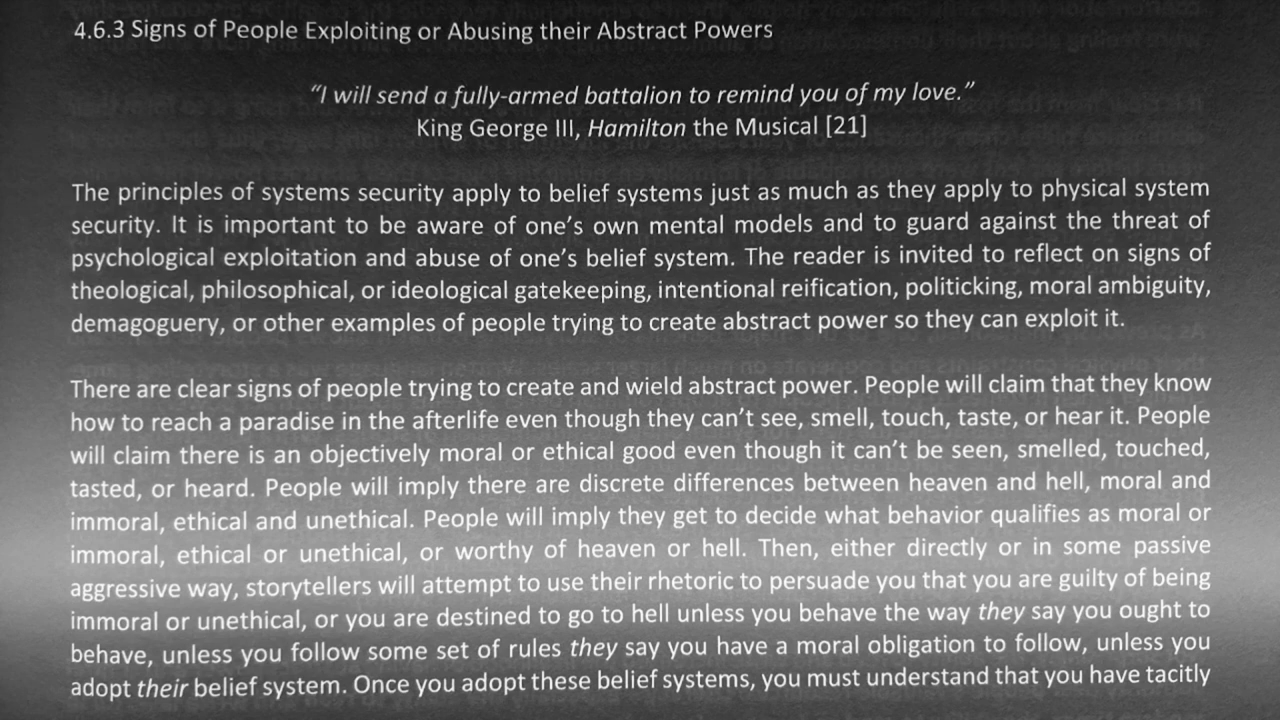 4.6.3 Signs of People Exploiting or Abusing their Abstract Powers
“I will send a fully-armed battalion to remind you of my love.”
King George III, Hamilton the Musical [21]
The principles of systems security apply to belief systems just as much as they apply to physical system
security. It is important to be aware of one’s own mental models and to guard against the threat of
psychological exploitation and abuse of one’s belief system. The reader is invited to reflect on signs of
theological, philosophical, or ideological gatekeeping, intentional reification, politicking, moral ambiguity,
demagoguery, or other examples of people trying to create abstract power so they can exploit it.
There are clear signs of people trying to create and wield abstract power. People will claim that they know
how to reach a paradise in the afterlife even though they can’t see, smell, touch, taste, or hear it. People
will claim there is an objectively moral or ethical good even though it can’t be seen, smelled, touched,
tasted, or heard. People will imply there are discrete differences between heaven and hell, moral and
immoral, ethical and unethical. People will imply they get to decide what behavior qualifies as moral or
immoral, ethical or unethical, or worthy of heaven or hell. Then, either directly or in some passive
aggressive way, storytellers will attempt to use their rhetoric to persuade you that you are guilty of being
immoral or unethical, or you are destined to go to hell unless you behave the way they say you ought to
behave, unless you follow some set of rules they say you have a moral obligation to follow, unless you
adopt their belief system. Once you adopt these belief systems, you must understand that you have tacitly